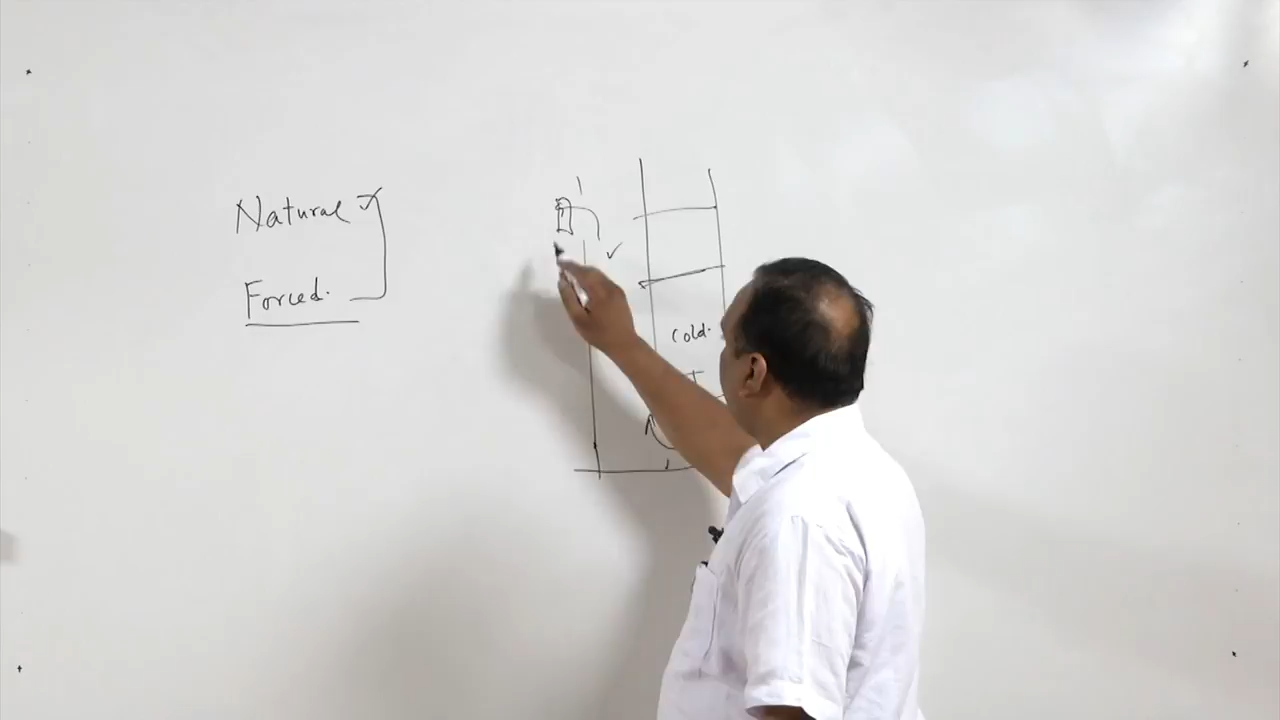 Natural ✓
Forced.
✓
Cold.